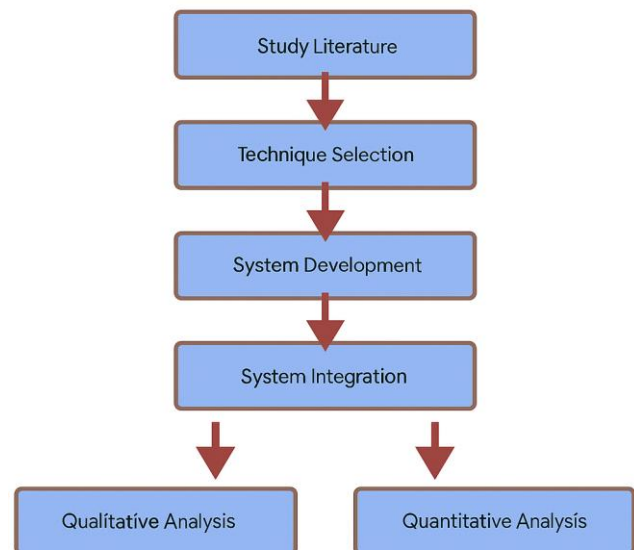 Study Literature
Technique Selection
System Development
System Integration
Qualitative Analysis
Quantitative Analysis